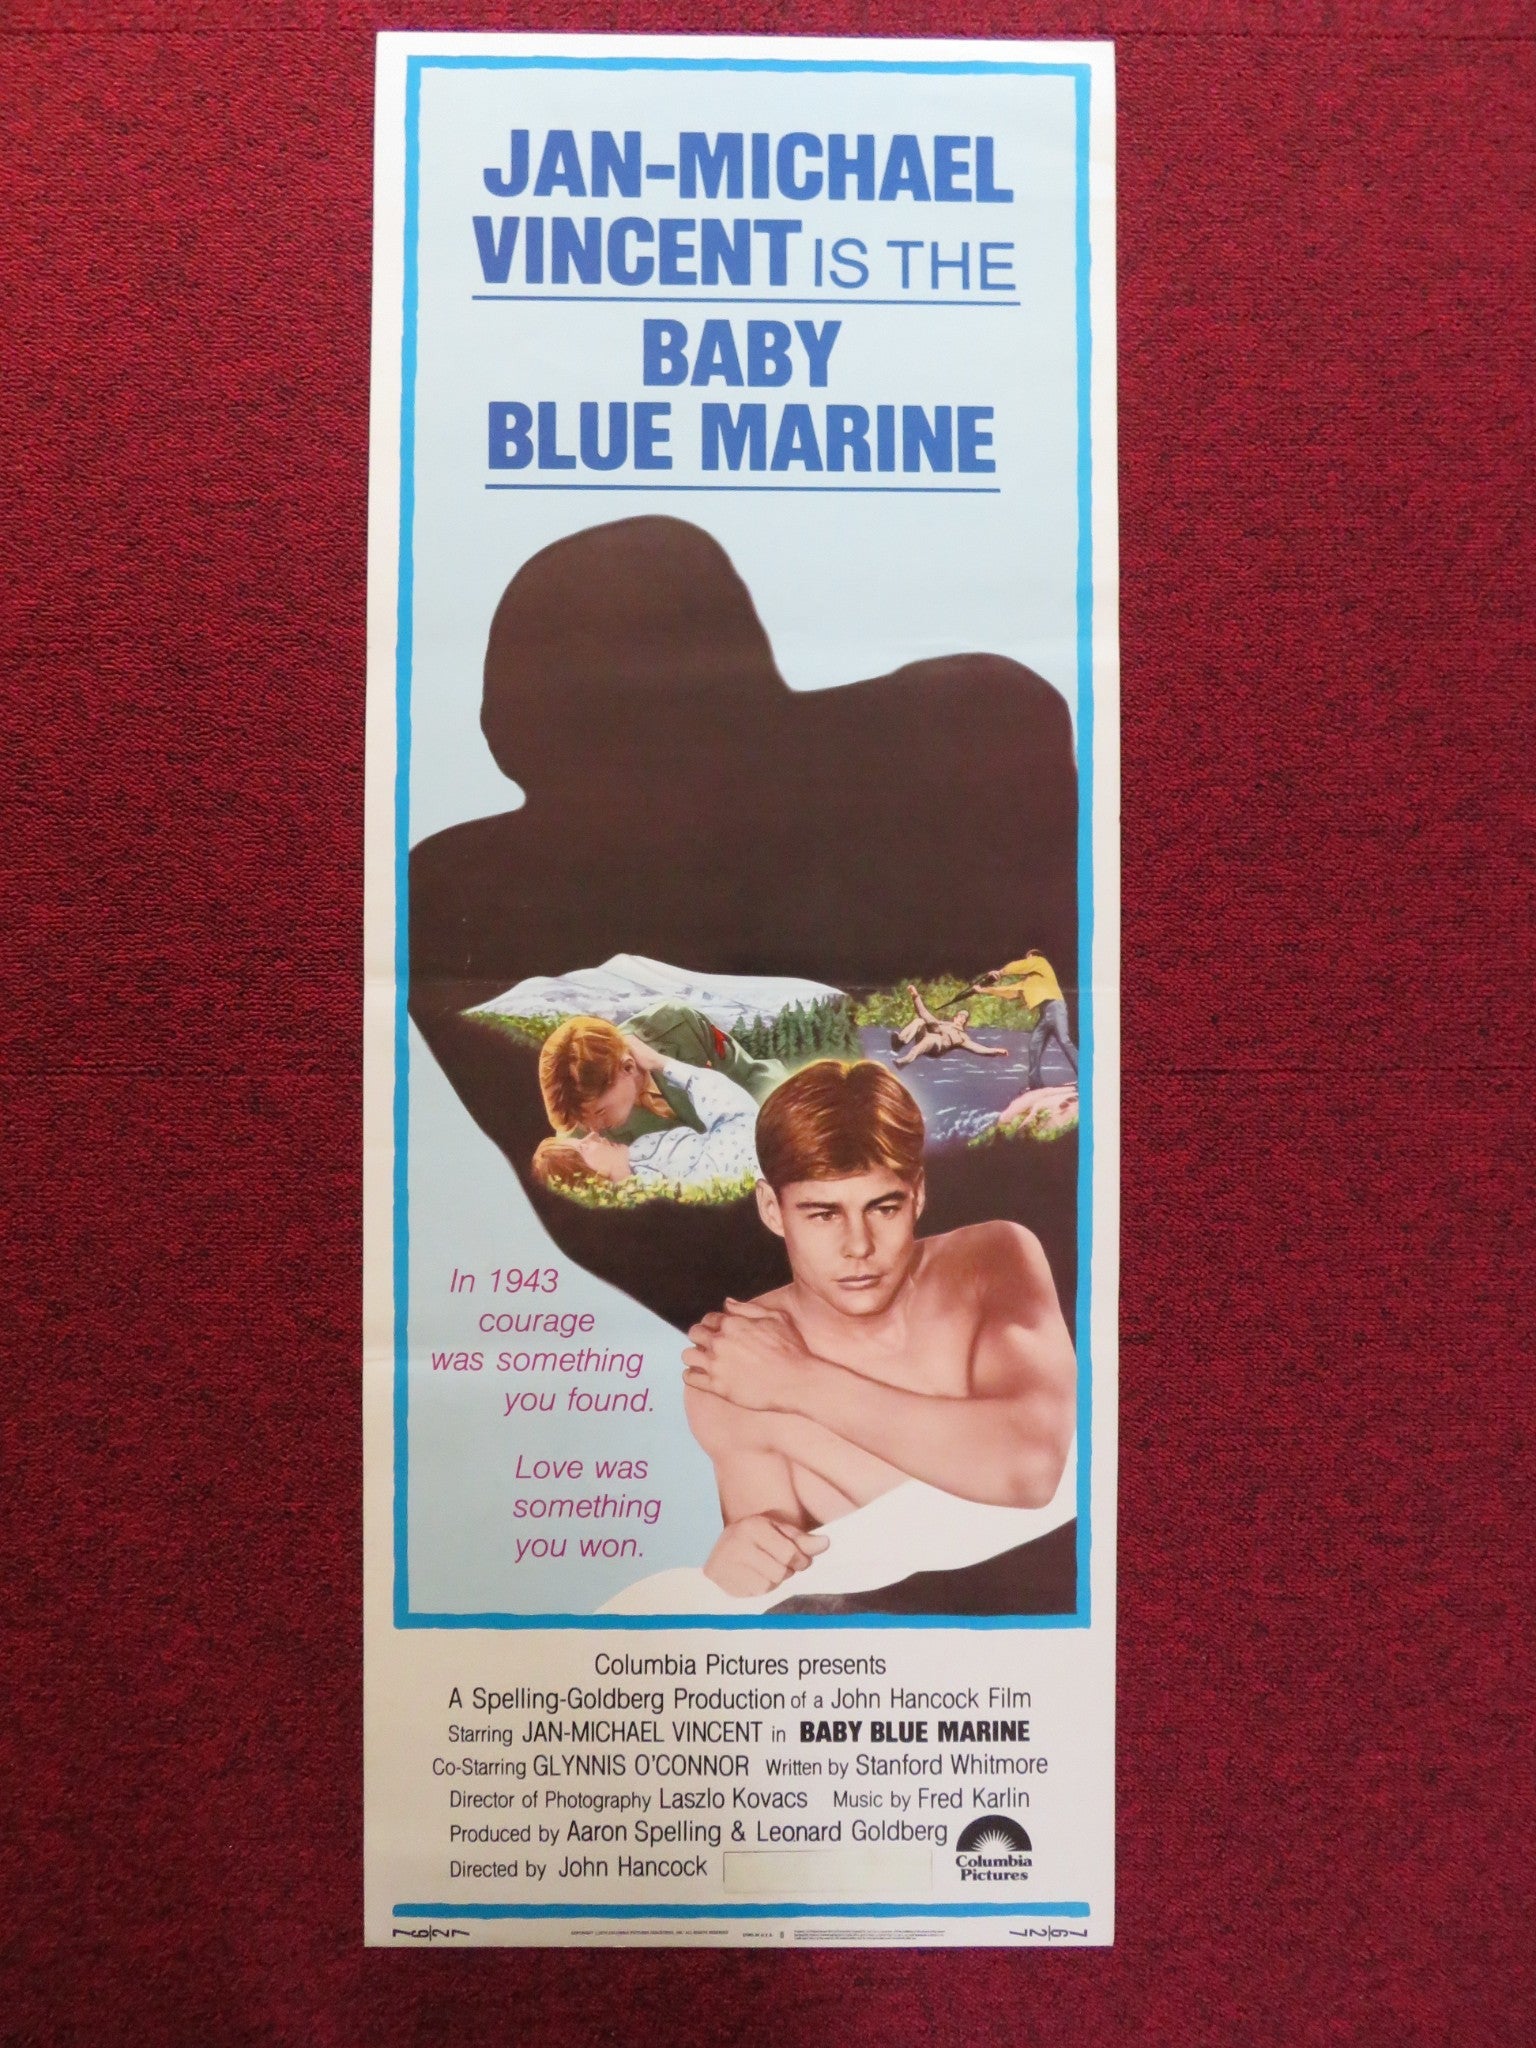 JAN-MICHAEL
VINCENT IS THE
BABY
BLUE MARINE
In 1943
courage
was something
you found.
Love was
something
you won.
Columbia Pictures presents
A Spelling-Goldberg Production of a John Hancock Film
Starring JAN-MICHAEL VINCENT in BABY BLUE MARINE
Co-Starring GLYNNIS O'CONNOR Written by Stanford Whitmore
Director of Photography Laszlo Kovacs Music by Fred Karlin
Produced by Aaron Spelling & Leonard Goldberg
Directed by John Hancock
Columbia
Pictures
76/27
76/27